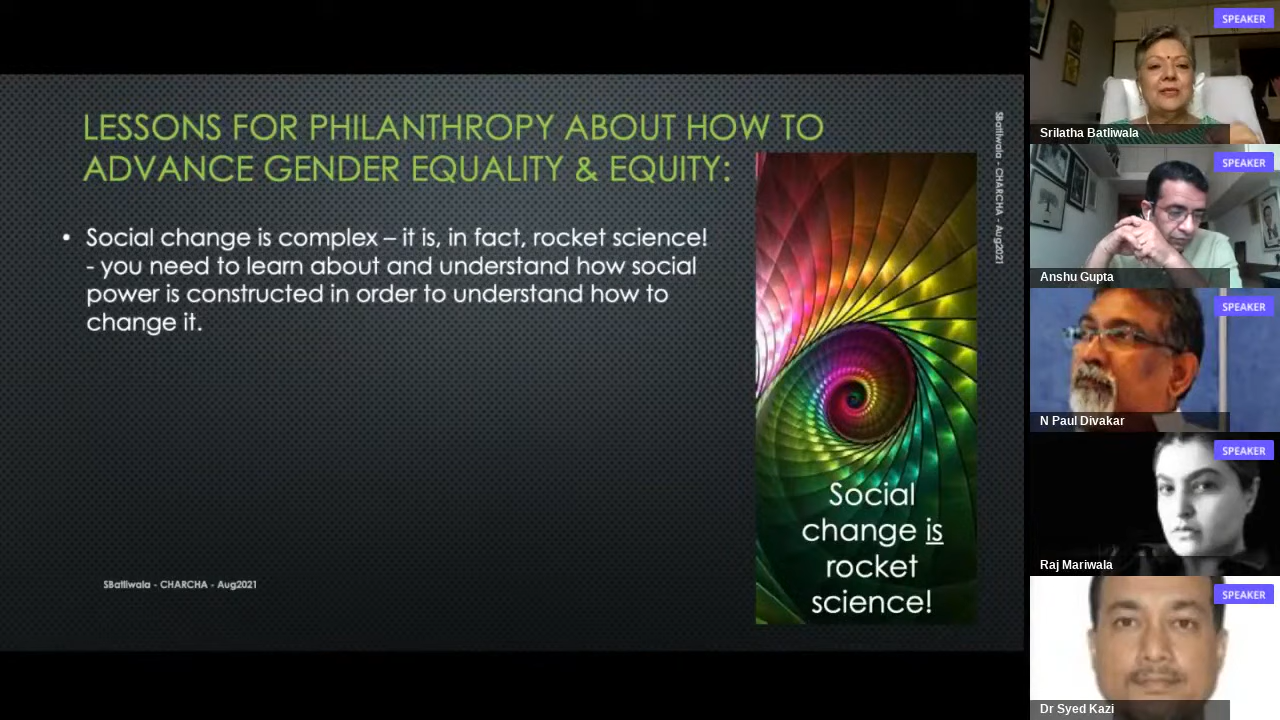 LESSONS FOR PHILANTHROPY ABOUT HOW TO
ADVANCE GENDER EQUALITY & EQUITY:
• Social change is complex – it is, in fact, rocket science!
- you need to learn about and understand how social
power is constructed in order to understand how to
change it.
Social
change is
rocket
science!
SBatliwala - CHARCHA - Aug2021
SBatliwala - CHARCHA - Aug2021
SPEAKER
Srilatha Batliwala
SPEAKER
Anshu Gupta
SPEAKER
N Paul Divakar
SPEAKER
Raj Mariwala
SPEAKER
Dr Syed Kazi